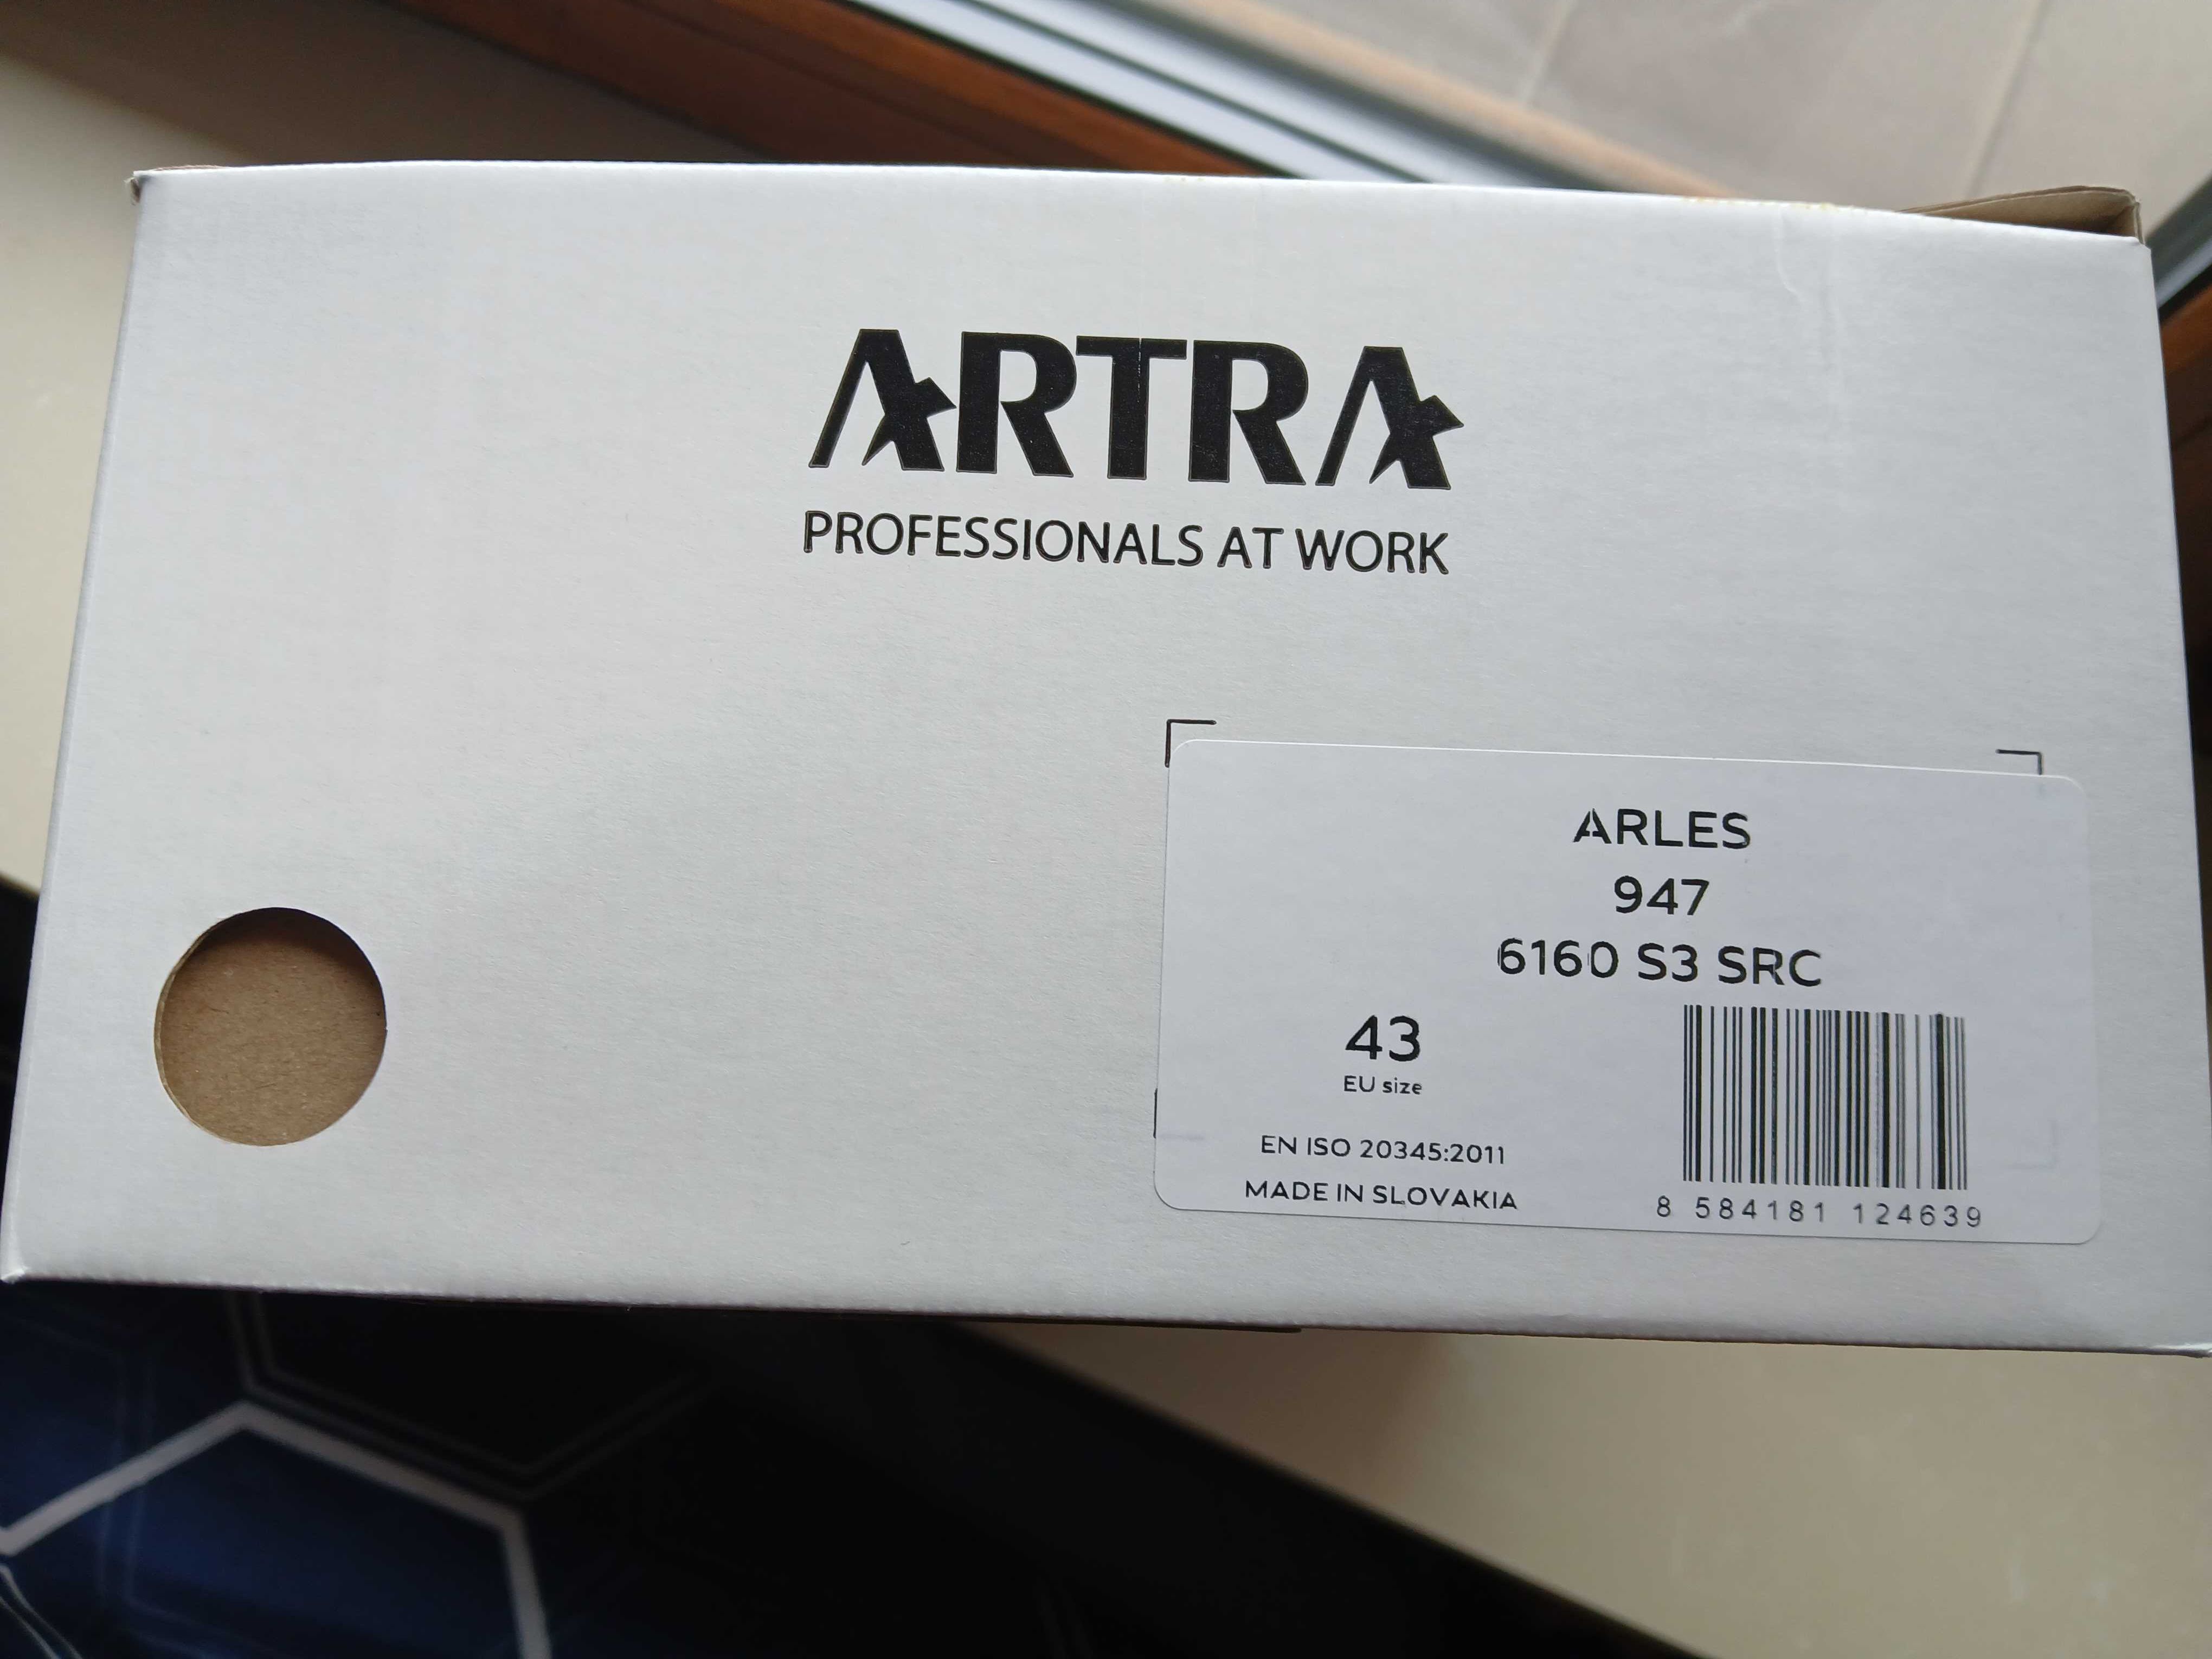 ARTRA
PROFESSIONALS AT WORK
ARLES
947
6160 S3 SRC
43
EU size
EN ISO 20345:2011
MADE IN SLOVAKIA
8 584181 124639